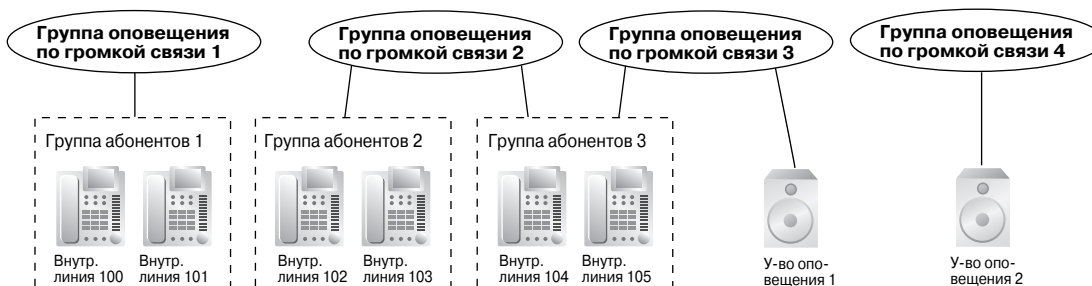 Группа оповещения
по громкой связи 1
Группа оповещения
по громкой связи 2
Группа оповещения
по громкой связи 3
Группа оповещения
по громкой связи 4
Группа абонентов 1
Группа абонентов 2
Группа абонентов 3
Внутр.
линия 100
Внутр.
линия 101
Внутр.
линия 102
Внутр.
линия 103
Внутр.
линия 104
Внутр.
линия 105
У-во опо-
вещения 1
У-во опо-
вещения 2